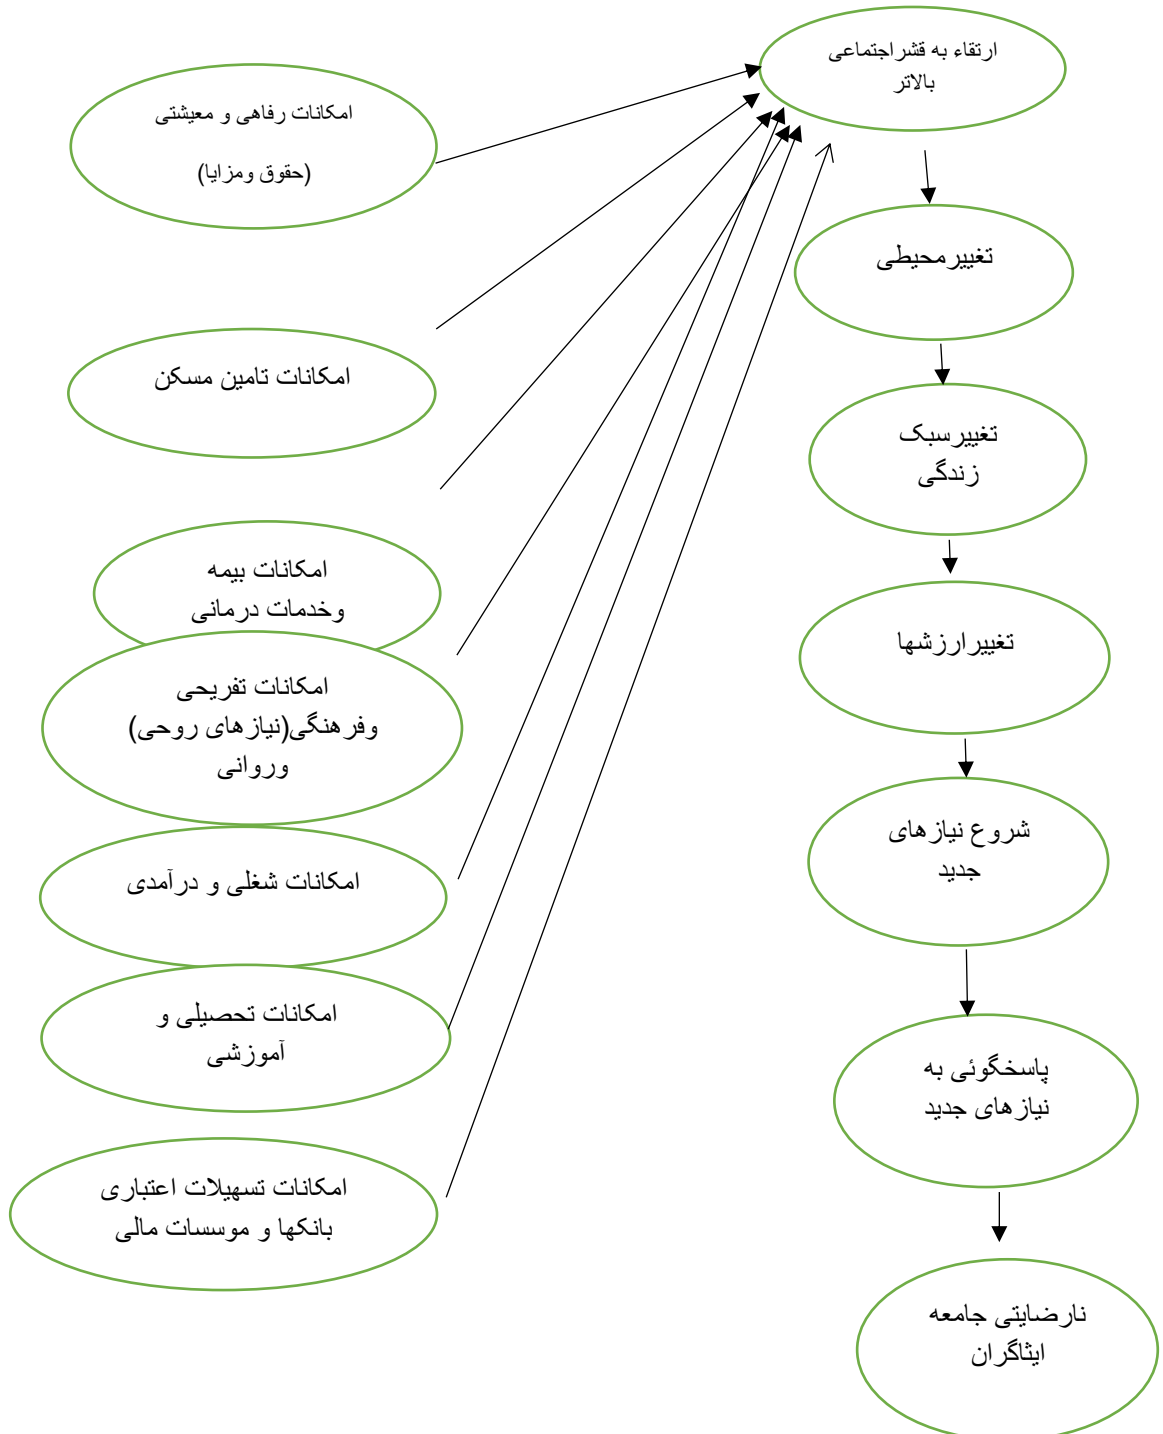 ارتقاء به قشراجتماعی
بالاتر
امکانات رفاهی و معیشتی
(حقوق ومزایا)
تغییرمحیطی
امکانات تامین مسکن
تغییرسبک
زندگی
امکانات بیمه
وخدمات درمانی
تغییرارزشها
امکانات تفریحی
وفرهنگی(نیازهای روحی)
وروانی
شروع نیازهای
جدید
امکانات شغلی و درآمدی
امکانات تحصیلی و
آموزشی
پاسخگوئی به
نیازهای جدید
امکانات تسهیلات اعتباری
بانکها و موسسات مالی
نارضایتی جامعه
ایثاگران